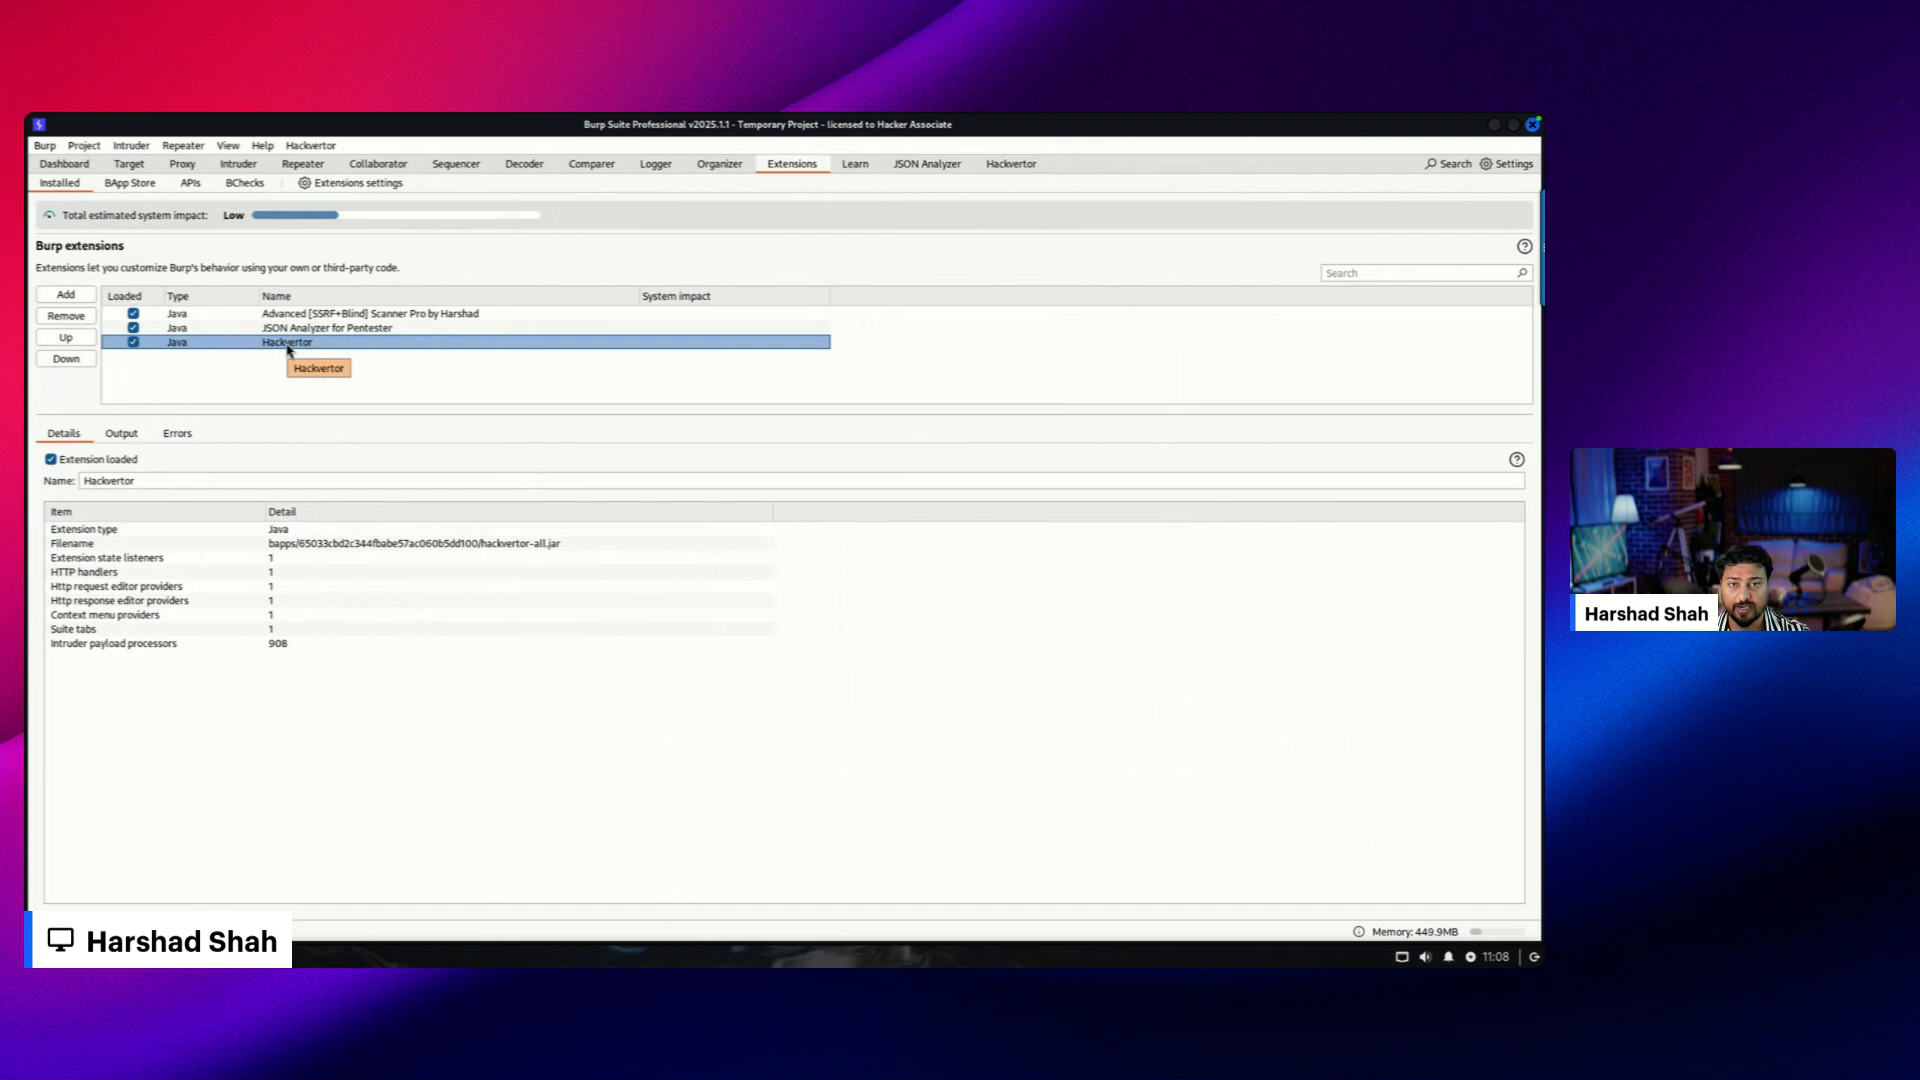 Burp Suite Professional v2025.1.1 - Temporary Project - licensed to Hacker Associate
Burp Project Intruder Repeater View Help Hackvertor
Dashboard Target Proxy Intruder Repeater Collaborator Sequencer Decoder Comparer Logger Organizer Extensions Learn JSON Analyzer Hackvertor Search Settings
Installed BApp Store APIs BChecks Extensions settings
Total estimated system impact: Low
Burp extensions
Extensions let you customize Burp's behavior using your own or third-party code.
Search
Add Loaded Type Name System impact
Java Advanced [SSRF+Blind] Scanner Pro by Harshad
Remove
Java JSON Analyzer for Pentester
Up
Java Hackvertor
Down
Hackvertor
Details Output Errors
Extension loaded
Name: Hackvertor
Item Detail
Extension type Java
Filename bapps/65033cbd2c344fbabe57ac060b5dd100/hackvertor-all.jar
Extension state listeners 1
HTTP handlers 1
Http request editor providers 1
Http response editor providers 1
Context menu providers 1
Suite tabs 1
Intruder payload processors 908
Harshad Shah
Memory: 449.9MB
Harshad Shah
11:08